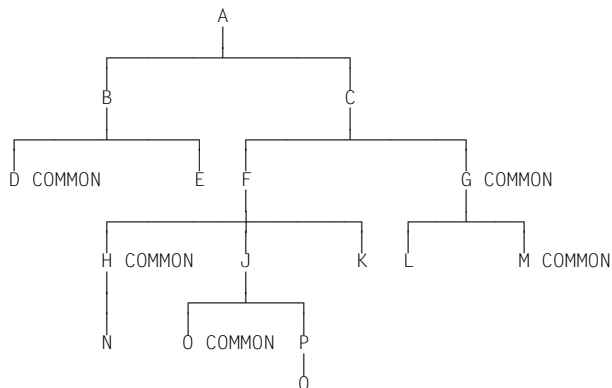 A
B C
D COMMON E F G COMMON
H COMMON J K L M COMMON
N O COMMON P
Q